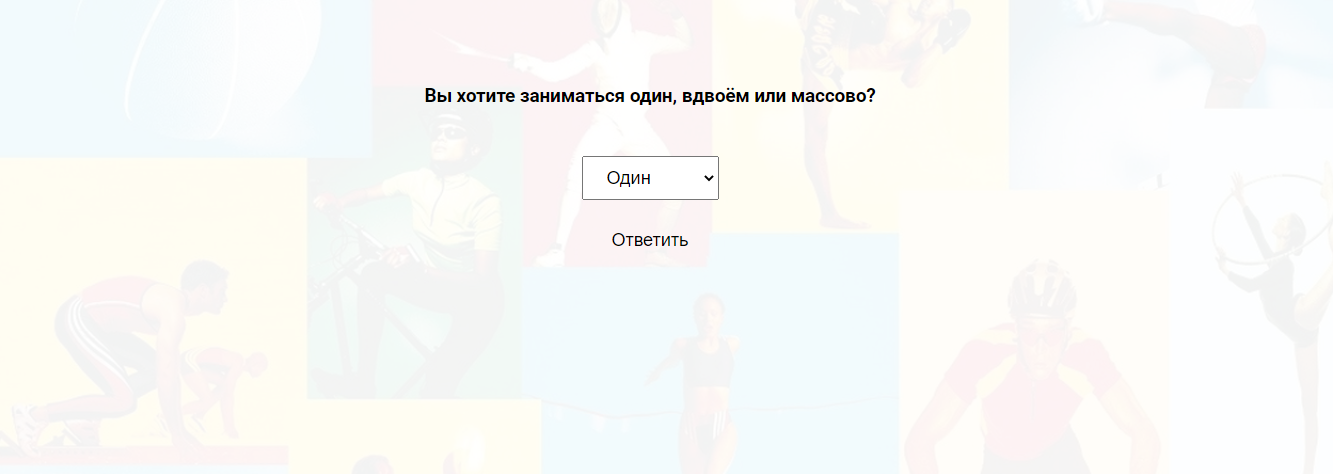 Вы хотите заниматься один, вдвоём или массово?
Один
Ответить